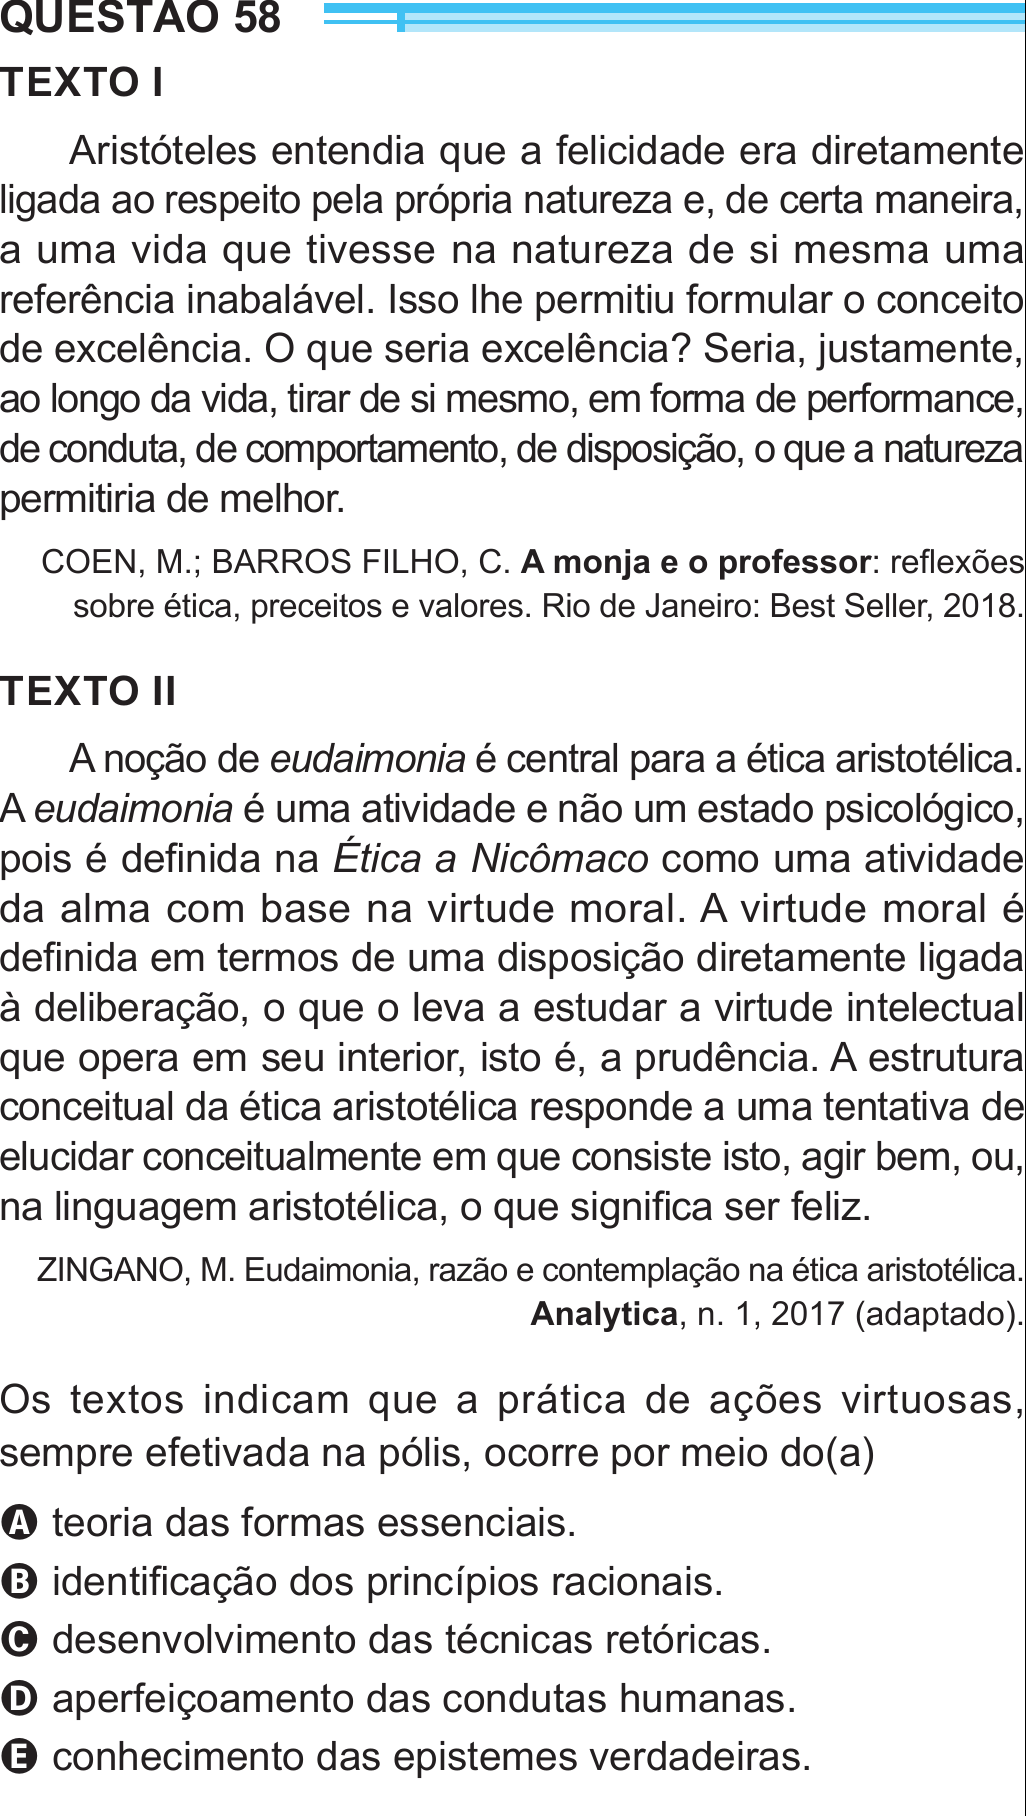 QUESTÃO 58
TEXTO I
Aristóteles entendia que a felicidade era diretamente
ligada ao respeito pela própria natureza e, de certa maneira,
a uma vida que tivesse na natureza de si mesma uma
referência inabalável. Isso lhe permitiu formular o conceito
de excelência. O que seria excelência? Seria, justamente,
ao longo da vida, tirar de si mesmo, em forma de performance,
de conduta, de comportamento, de disposição, o que a natureza
permitiria de melhor.
COEN, M.; BARROS FILHO, C. A monja e o professor: reflexões
sobre ética, preceitos e valores. Rio de Janeiro: Best Seller, 2018.
TEXTO II
A noção de eudaimonia é central para a ética aristotélica.
A eudaimonia é uma atividade e não um estado psicológico,
pois é definida na Ética a Nicômaco como uma atividade
da alma com base na virtude moral. A virtude moral é
definida em termos de uma disposição diretamente ligada
à deliberação, o que o leva a estudar a virtude intelectual
que opera em seu interior, isto é, a prudência. A estrutura
conceitual da ética aristotélica responde a uma tentativa de
elucidar conceitualmente em que consiste isto, agir bem, ou,
na linguagem aristotélica, o que significa ser feliz.
ZINGANO, M. Eudaimonia, razão e contemplação na ética aristotélica.
Analytica, n. 1, 2017 (adaptado).
Os textos indicam que a prática de ações virtuosas,
sempre efetivada na pólis, ocorre por meio do(a)
A teoria das formas essenciais.
B identificação dos princípios racionais.
C desenvolvimento das técnicas retóricas.
D aperfeiçoamento das condutas humanas.
E conhecimento das epistemes verdadeiras.